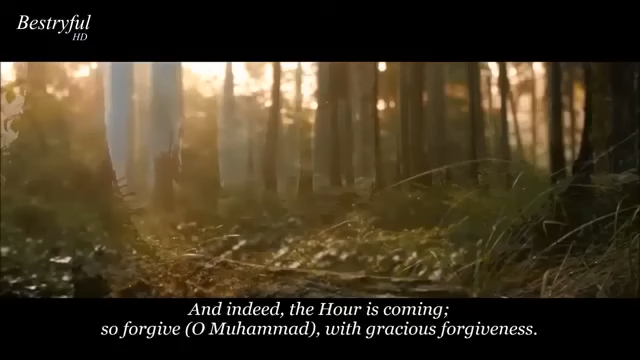 Bestryful
HD
And indeed, the Hour is coming;
so forgive (O Muhammad), with gracious forgiveness.